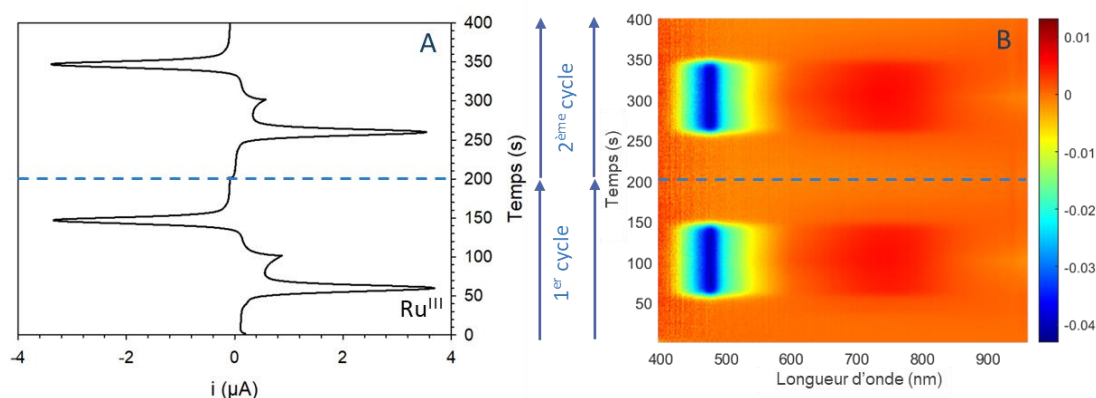 A
400
350
300
250
200
150
100
50
0
Temps (s)
Ru^III
-4 -2 0 2 4
i (µA)
1er cycle
2ème cycle
B
400
350
300
250
200
150
100
50
Temps (s)
400 500 600 700 800 900
Longueur d'onde (nm)
0.01
0
-0.01
-0.02
-0.03
-0.04